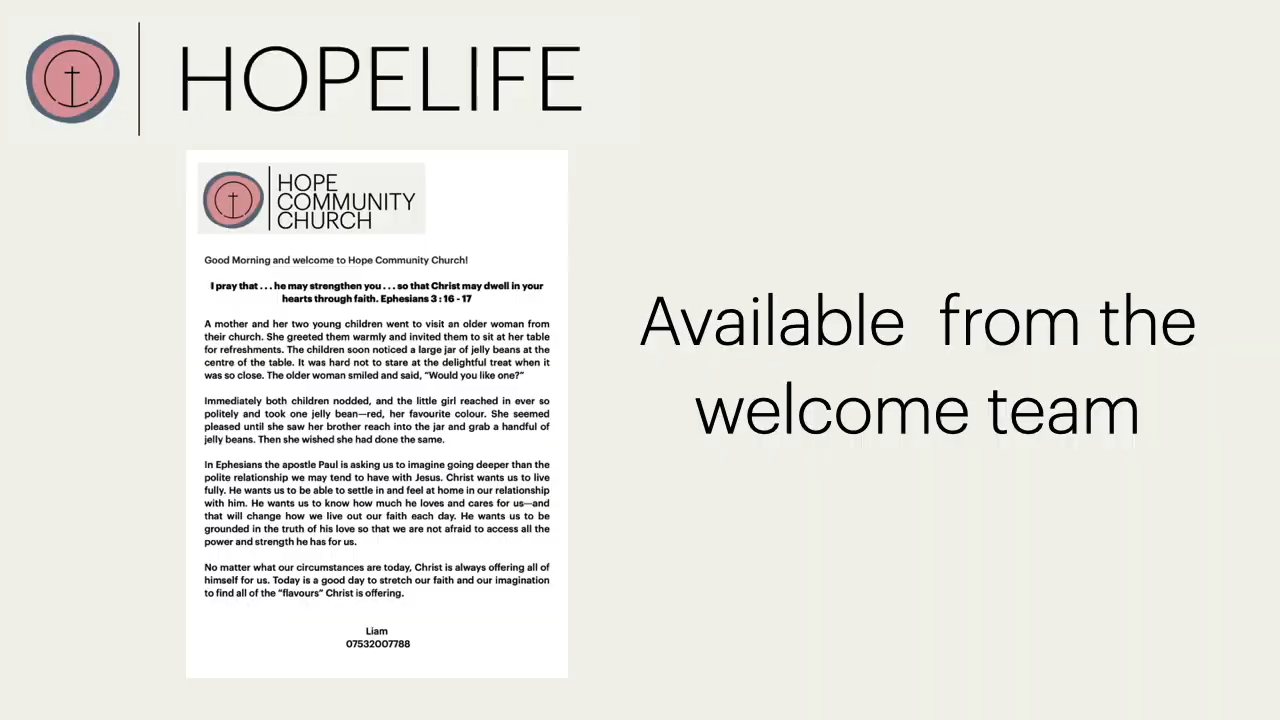 HOPELIFE
HOPE
COMMUNITY
CHURCH
Good Morning and welcome to Hope Community Church!
I pray that . . . he may strengthen you . . . so that Christ may dwell in your
hearts through faith. Ephesians 3 : 16 - 17
A mother and her two young children went to visit an older woman from
their church. She greeted them warmly and invited them to sit at her table
for refreshments. The children soon noticed a large jar of jelly beans at the
centre of the table. It was hard not to stare at the delightful treat when it
was so close. The older woman smiled and said, “Would you like one?”
Immediately both children nodded, and the little girl reached in ever so
politely and took one jelly bean—red, her favourite colour. She seemed
pleased until she saw her brother reach into the jar and grab a handful of
jelly beans. Then she wished she had done the same.
In Ephesians the apostle Paul is asking us to imagine going deeper than the
polite relationship we may tend to have with Jesus. Christ wants us to live
fully. He wants us to be able to settle in and feel at home in our relationship
with him. He wants us to know how much he loves and cares for us—and
that will change how we live out our faith each day. He wants us to be
grounded in the truth of his love so that we are not afraid to access all the
power and strength he has for us.
No matter what our circumstances are today, Christ is always offering all of
himself for us. Today is a good day to stretch our faith and our imagination
to find all of the “flavours” Christ is offering.
Liam
07532007788
Available from the
welcome team